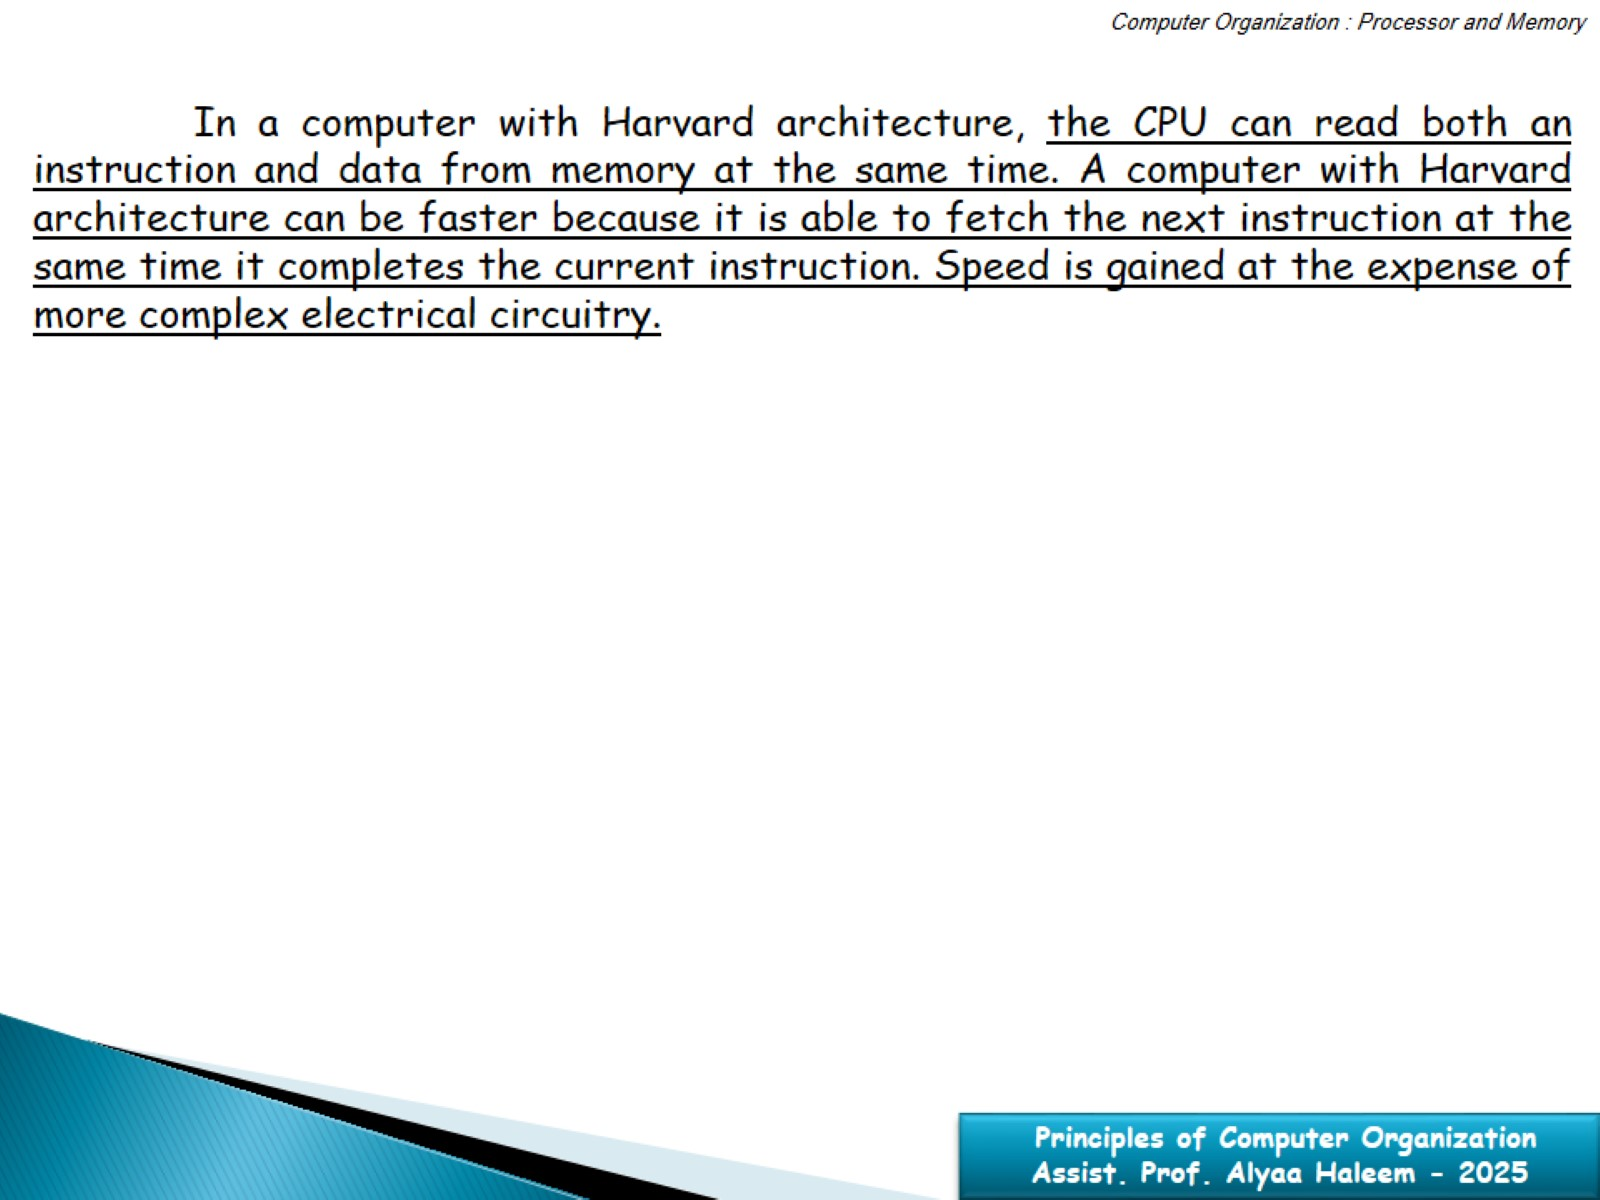 Computer Organization : Processor and Memory
In a computer with Harvard architecture, the CPU can read both an
instruction and data from memory at the same time. A computer with Harvard
architecture can be faster because it is able to fetch the next instruction at the
same time it completes the current instruction. Speed is gained at the expense of
more complex electrical circuitry.
Principles of Computer Organization
Assist. Prof. Alyaa Haleem - 2025